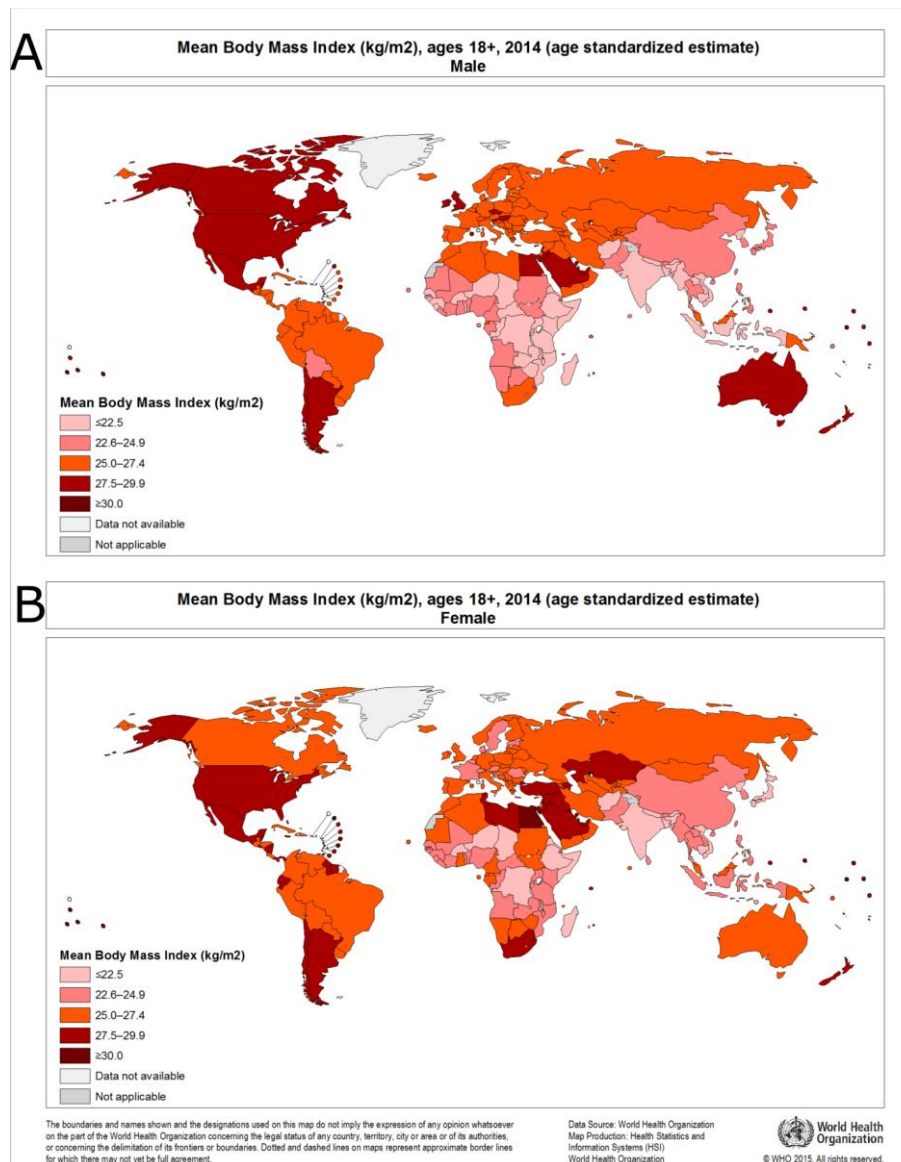 A
Mean Body Mass Index (kg/m2), ages 18+, 2014 (age standardized estimate)
Male
Mean Body Mass Index (kg/m2)
≤22.5
22.6–24.9
25.0–27.4
27.5–29.9
≥30.0
Data not available
Not applicable
B
Mean Body Mass Index (kg/m2), ages 18+, 2014 (age standardized estimate)
Female
Mean Body Mass Index (kg/m2)
≤22.5
22.6–24.9
25.0–27.4
27.5–29.9
≥30.0
Data not available
Not applicable
The boundaries and names shown and the designations used on this map do not imply the expression of any opinion whatsoever
on the part of the World Health Organization concerning the legal status of any country, territory, city or area or of its authorities,
or concerning the delimitation of its frontiers or boundaries. Dotted and dashed lines on maps represent approximate border lines
for which there may not yet be full agreement.
Data Source: World Health Organization
Map Production: Health Statistics and
Information Systems (HSI)
World Health Organization
World Health
Organization
© WHO 2015. All rights reserved.